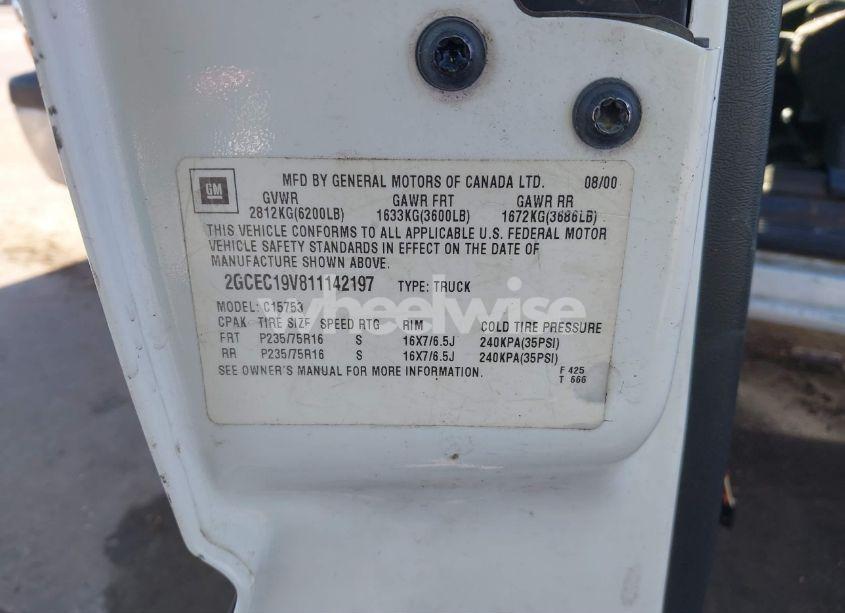 GM
MFD BY GENERAL MOTORS OF CANADA LTD. 08/00
GVWR GAWR FRT GAWR RR
2812KG(6200LB) 1633KG(3600LB) 1672KG(3686LB)
THIS VEHICLE CONFORMS TO ALL APPLICABLE U.S. FEDERAL MOTOR
VEHICLE SAFETY STANDARDS IN EFFECT ON THE DATE OF
MANUFACTURE SHOWN ABOVE.
2GCEC19V811142197 TYPE: TRUCK
MODEL: C15753
CPAK TIRE SIZE SPEED RTG RIM COLD TIRE PRESSURE
FRT P235/75R16 S 16X7/6.5J 240KPA(35PSI)
RR P235/75R16 S 16X7/6.5J 240KPA(35PSI)
SEE OWNER'S MANUAL FOR MORE INFORMATION.
F 425
T 666
wheelwise